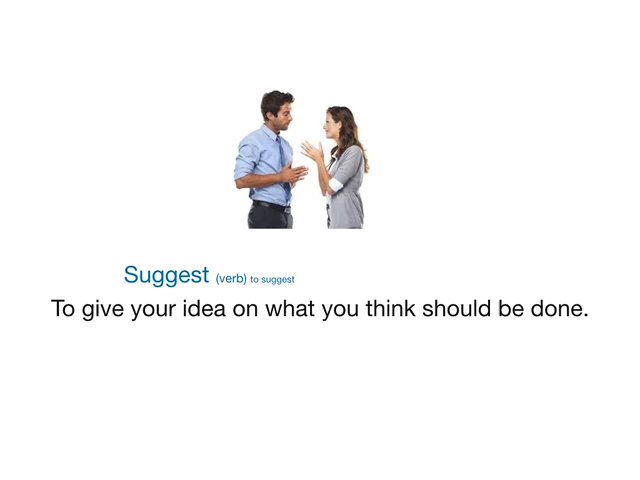 Suggest (verb) to suggest
To give your idea on what you think should be done.